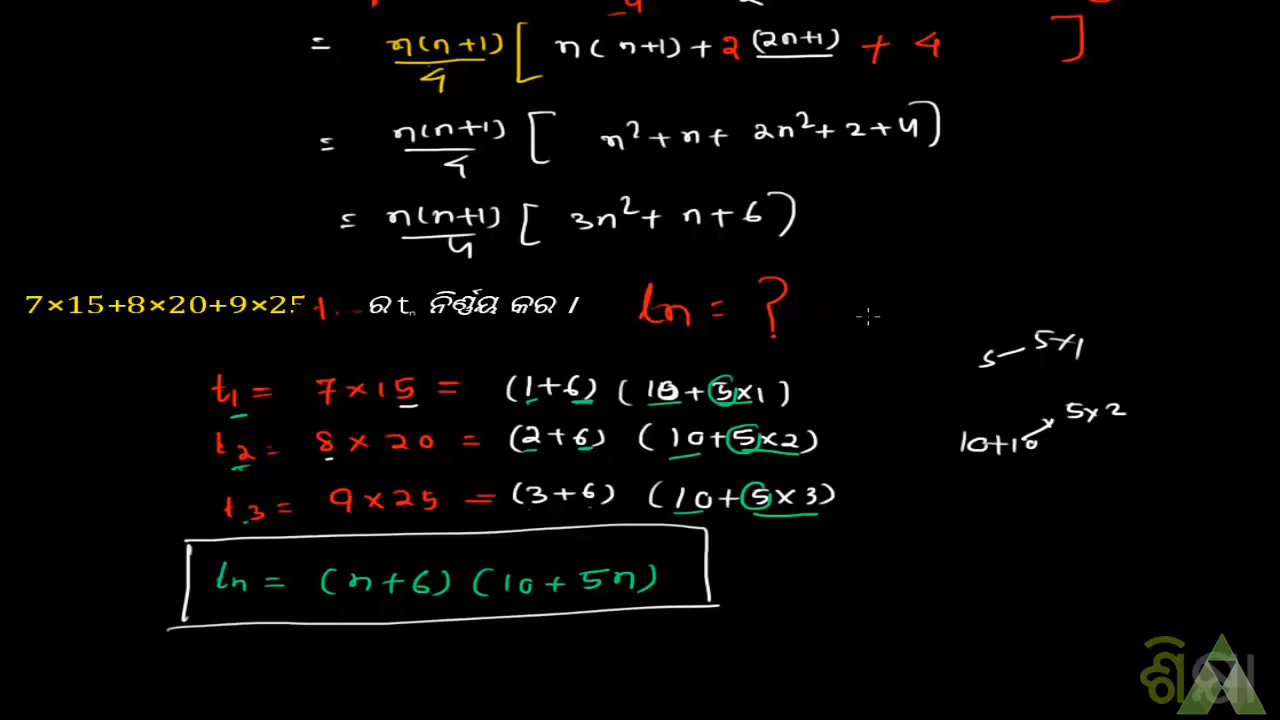 = n(n+1)/4 [ n(n+1) + 2 (2n+1) + 4 ]
= n(n+1)/4 [ n² + n + 2n² + 2 + 4 )
= n(n+1)/4 [ 3n² + n + 6 )
7×15+8×20+9×25 + ... ର tₙ ନିର୍ଣ୍ଣୟ କର । tn = ?
5 — 5×1
t1 = 7 × 15 = (1+6) (10 + 5×1)
t2 = 8 × 20 = (2+6) (10+5×2)
10+10 5×2
t3 = 9 × 25 = (3+6) (10+5×3)
tn = (n+6) (10+5n)
ଶିକ୍ଷା